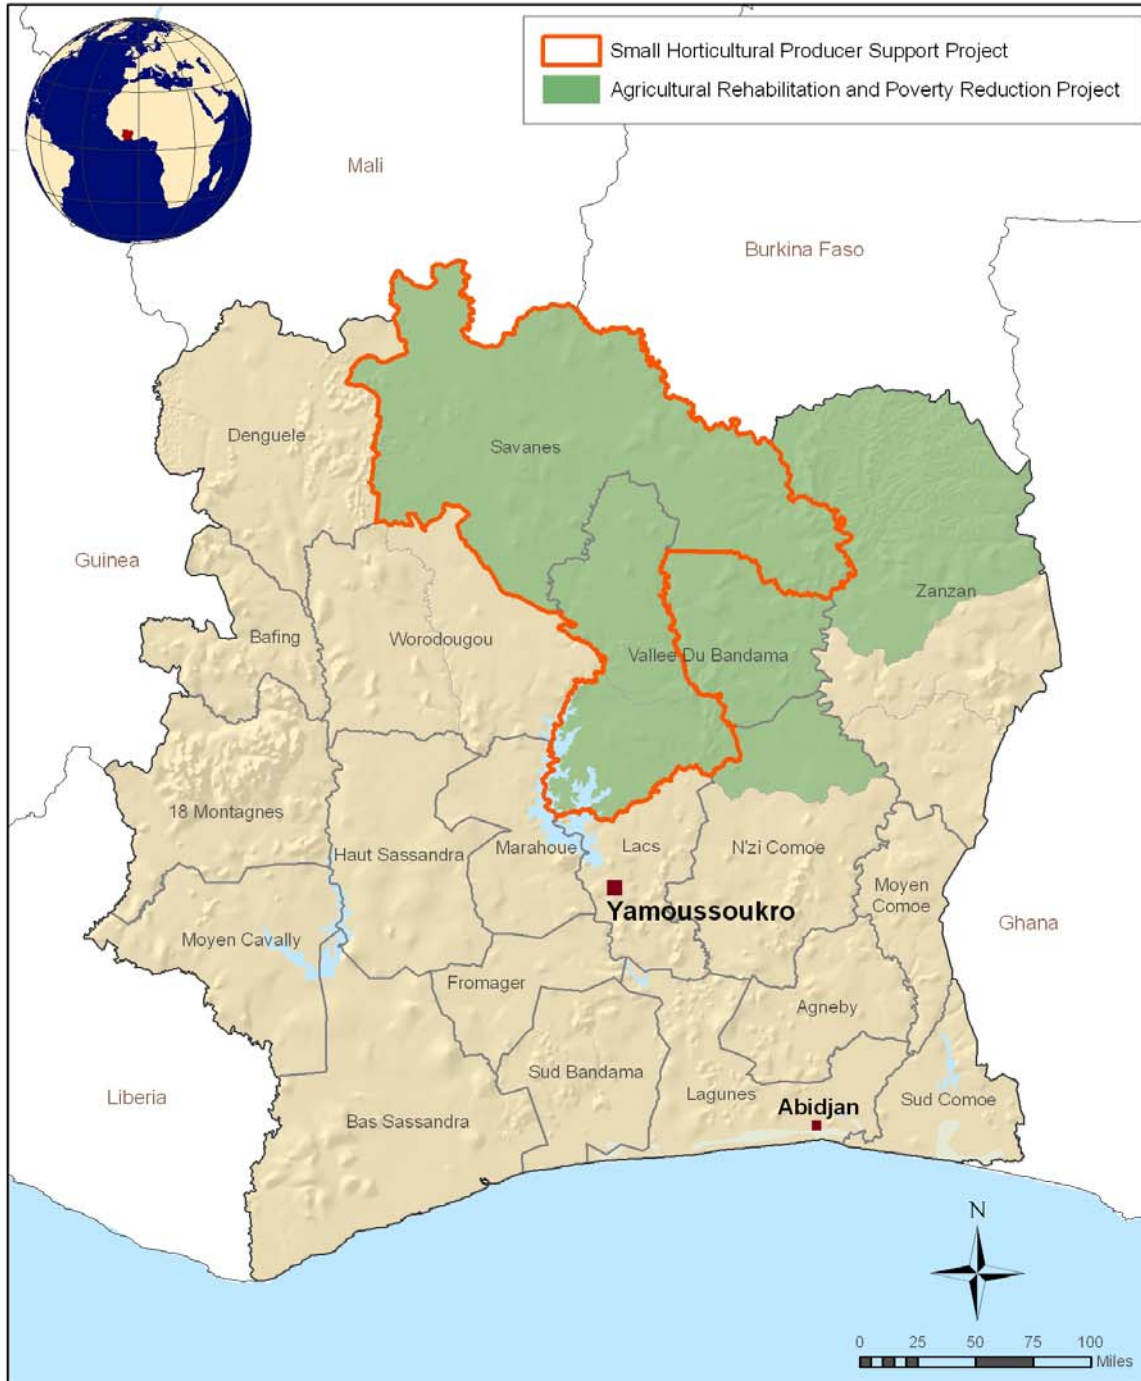 N
Small Horticultural Producer Support Project
Agricultural Rehabilitation and Poverty Reduction Project
Mali
Burkina Faso
Denguele
Savanes
Guinea
Zanzan
Bafing
Worodougou
Vallee Du Bandama
18 Montagnes
Haut Sassandra
Marahoue
Lacs
N'zi Comoe
Moyen
Comoe
Yamoussoukro
Ghana
Moyen Cavally
Fromager
Agneby
Sud Bandama
Lagunes
Abidjan
Sud Comoe
Liberia
Bas Sassandra
N
0 25 50 75 100
Miles